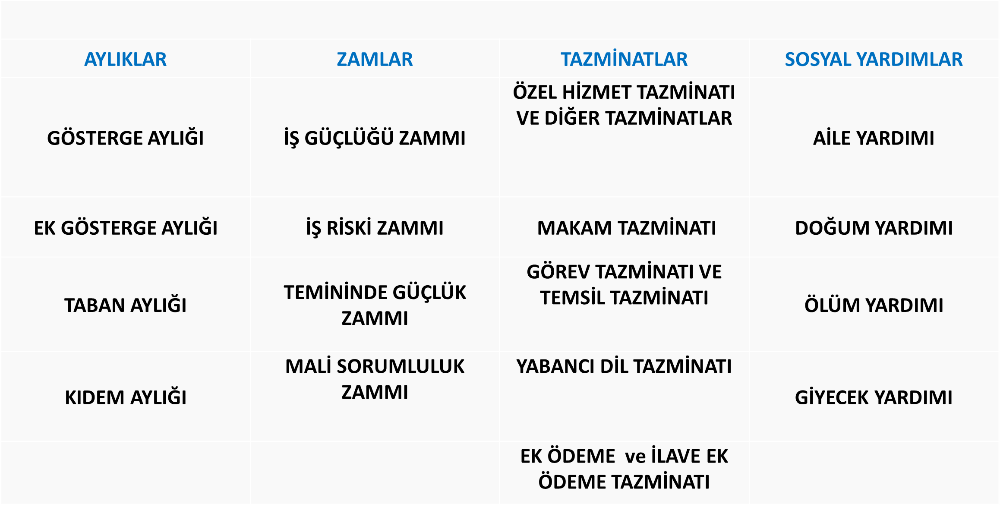 AYLIKLAR
ZAMLAR
TAZMİNATLAR
SOSYAL YARDIMLAR
GÖSTERGE AYLIĞI
İŞ GÜÇLÜĞÜ ZAMMI
ÖZEL HİZMET TAZMİNATI
VE DİĞER TAZMİNATLAR
AİLE YARDIMI
EK GÖSTERGE AYLIĞI
İŞ RİSKİ ZAMMI
MAKAM TAZMİNATI
DOĞUM YARDIMI
TABAN AYLIĞI
TEMİNİNDE GÜÇLÜK
ZAMMI
GÖREV TAZMİNATI VE
TEMSİL TAZMİNATI
ÖLÜM YARDIMI
KIDEM AYLIĞI
MALİ SORUMLULUK
ZAMMI
YABANCI DİL TAZMİNATI
GİYECEK YARDIMI
EK ÖDEME  ve İLAVE EK
ÖDEME TAZMİNATI